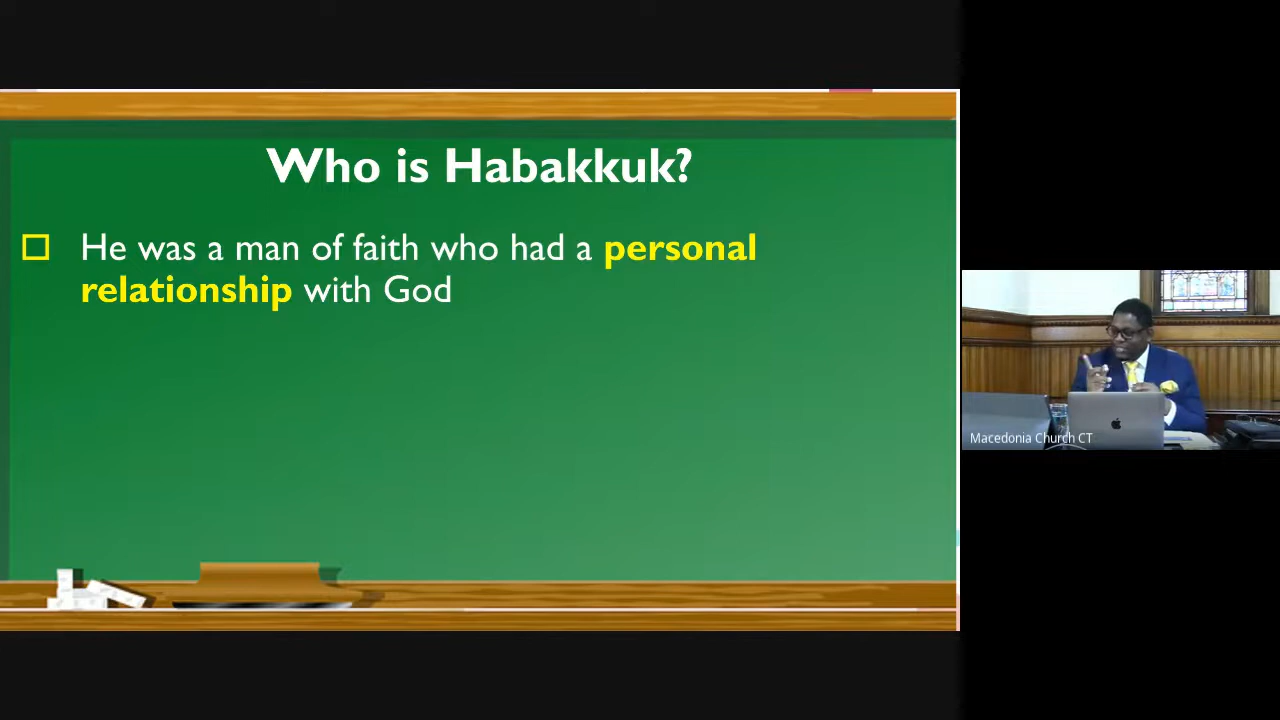 Who is Habakkuk?
He was a man of faith who had a personal
relationship with God
Macedonia Church CT